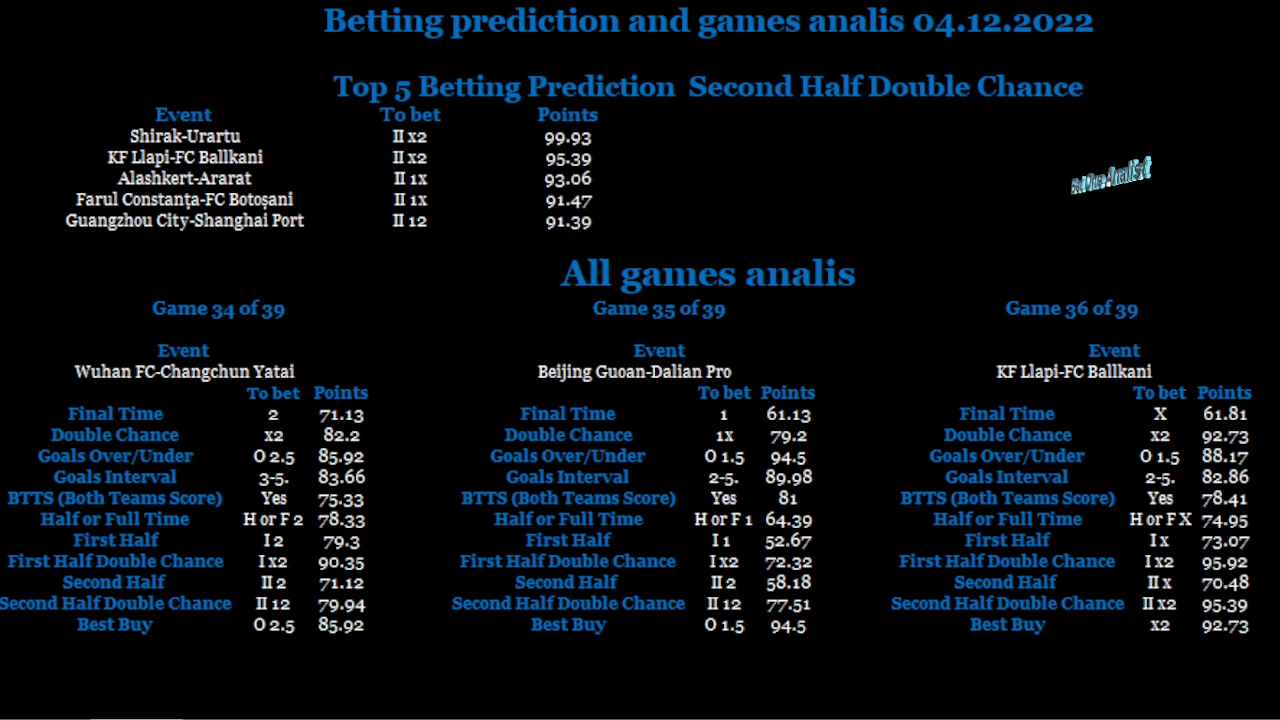 Betting prediction and games analis 04.12.2022
Top 5 Betting Prediction Second Half Double Chance
Event To bet Points
Shirak-Urartu II x2 99.93
KF Llapi-FC Ballkani II x2 95.39
Alashkert-Ararat II 1x 93.06
Farul Constanța-FC Botoșani II 1x 91.47
Guangzhou City-Shanghai Port II 12 91.39
Analist
All games analis
Game 34 of 39 Game 35 of 39 Game 36 of 39
Event Event Event
Wuhan FC-Changchun Yatai Beijing Guoan-Dalian Pro KF Llapi-FC Ballkani
To bet Points To bet Points To bet Points
Final Time 2 71.13 Final Time 1 61.13 Final Time X 61.81
Double Chance x2 82.2 Double Chance 1x 79.2 Double Chance x2 92.73
Goals Over/Under O 2.5 85.92 Goals Over/Under O 1.5 94.5 Goals Over/Under O 1.5 88.17
Goals Interval 3-5. 83.66 Goals Interval 2-5. 89.98 Goals Interval 2-5. 82.86
BTTS (Both Teams Score) Yes 75.33 BTTS (Both Teams Score) Yes 81 BTTS (Both Teams Score) Yes 78.41
Half or Full Time H or F 2 78.33 Half or Full Time H or F 1 64.39 Half or Full Time H or F X 74.95
First Half I 2 79.3 First Half I 1 52.67 First Half I x 73.07
First Half Double Chance I x2 90.35 First Half Double Chance I x2 72.32 First Half Double Chance I x2 95.92
Second Half II 2 71.12 Second Half II 2 58.18 Second Half II x 70.48
Second Half Double Chance II 12 79.94 Second Half Double Chance II 12 77.51 Second Half Double Chance II x2 95.39
Best Buy O 2.5 85.92 Best Buy O 1.5 94.5 Best Buy x2 92.73